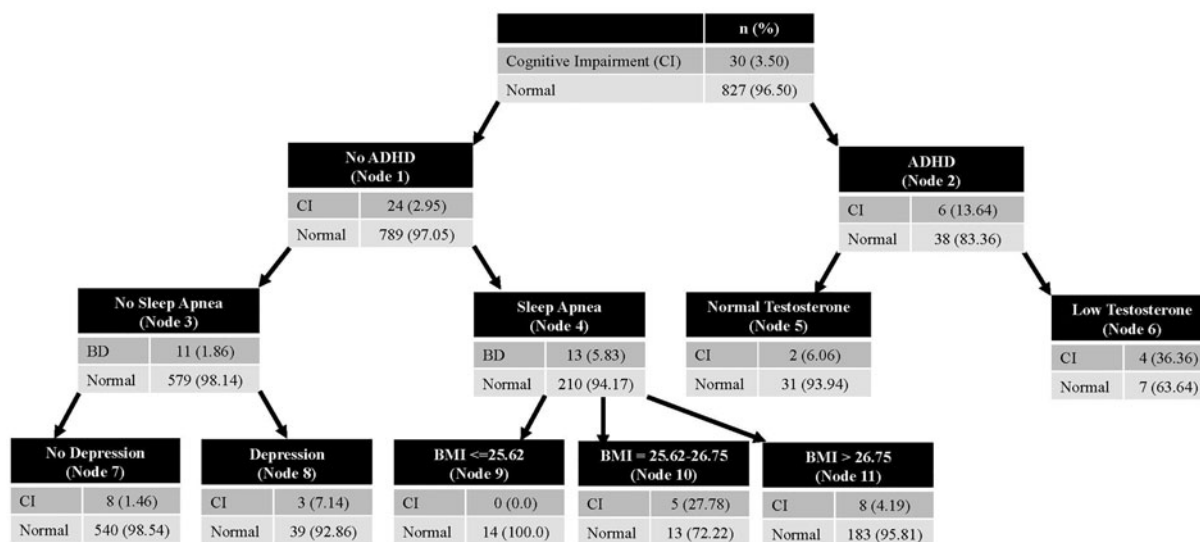 n (%)
Cognitive Impairment (CI) 30 (3.50)
Normal 827 (96.50)
No ADHD
(Node 1)
CI 24 (2.95)
Normal 789 (97.05)
ADHD
(Node 2)
CI 6 (13.64)
Normal 38 (83.36)
No Sleep Apnea
(Node 3)
BD 11 (1.86)
Normal 579 (98.14)
Sleep Apnea
(Node 4)
BD 13 (5.83)
Normal 210 (94.17)
Normal Testosterone
(Node 5)
CI 2 (6.06)
Normal 31 (93.94)
Low Testosterone
(Node 6)
CI 4 (36.36)
Normal 7 (63.64)
No Depression
(Node 7)
CI 8 (1.46)
Normal 540 (98.54)
Depression
(Node 8)
CI 3 (7.14)
Normal 39 (92.86)
BMI <=25.62
(Node 9)
CI 0 (0.0)
Normal 14 (100.0)
BMI = 25.62-26.75
(Node 10)
CI 5 (27.78)
Normal 13 (72.22)
BMI > 26.75
(Node 11)
CI 8 (4.19)
Normal 183 (95.81)